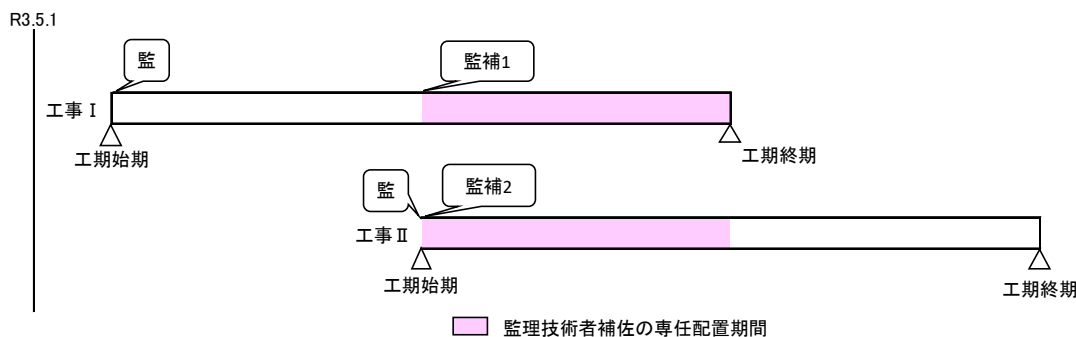 R3.5.1
監
監補1
工事Ⅰ
工期始期
工期終期
監
監補2
工事Ⅱ
工期始期
工期終期
監理技術者補佐の専任配置期間